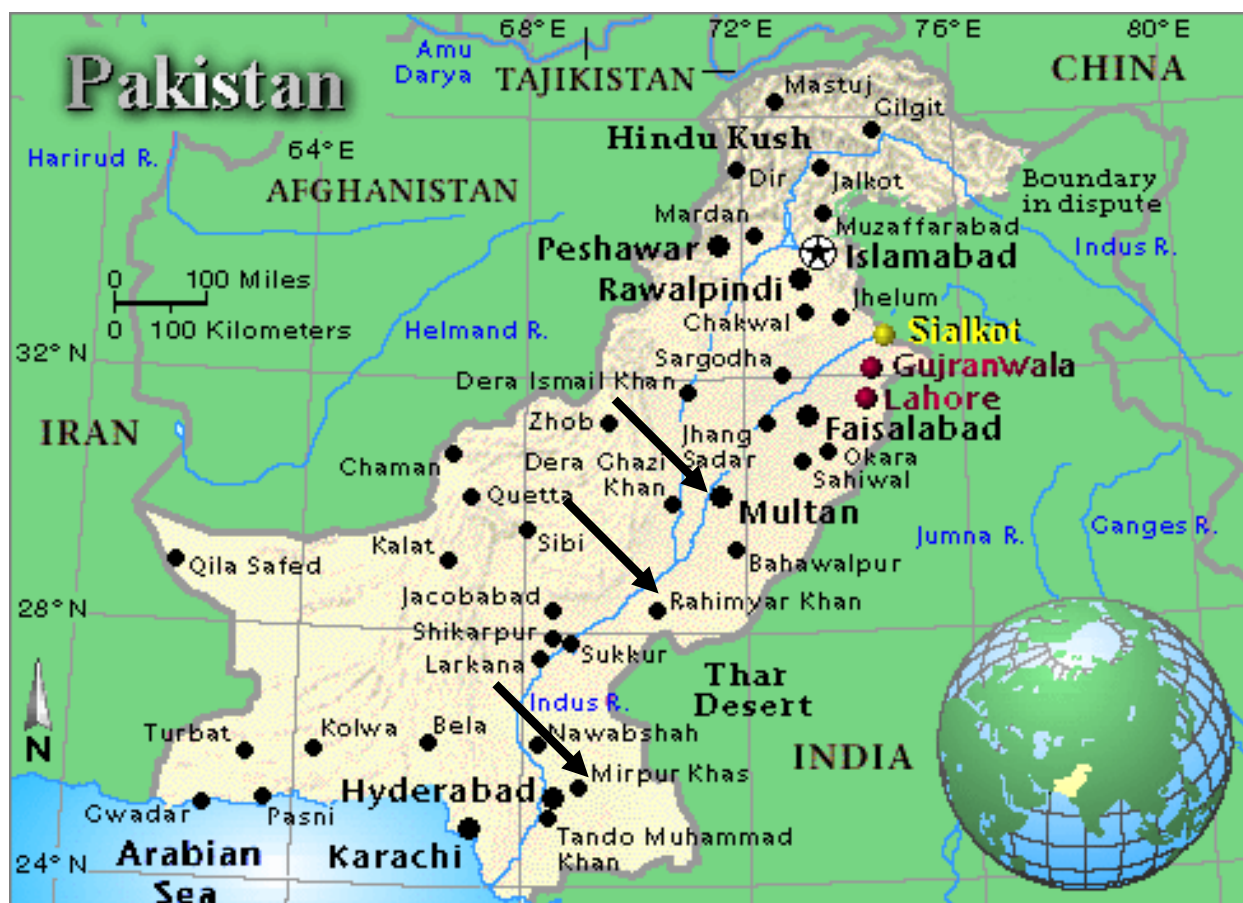 68°E
72°E
76°E
80°E
Pakistan
Amu
Darya
TAJIKISTAN
CHINA
Mastuj
Gilgit
Hindu Kush
Harirud R.
64°E
AFGHANISTAN
Dir
Jalkot
Boundary
in dispute
Mardan
Muzaffarabad
Indus R.
Peshawar
Islamabad
0 100 Miles
Rawalpindi
Jhelum
0 100 Kilometers
Helmand R.
Chakwal
Sialkot
32°N
Sargodha
GujranWala
Dera Ismail Khan
Lahore
IRAN
Zhob
Jhang
Sadar
Faisalabad
Chaman
Dera Ghazi
Khan
Okara
Sahiwal
Quetta
Multan
Jumna R.
Ganges R.
Qila Safed
Kalat
Sibi
Bahawalpur
Jacobabad
Rahimyar Khan
28°N
Shikarpur
Larkana
Sukkur
Thar
Desert
Indus R.
N
Turbat
Kolwa
Bela
Nawabshah
INDIA
Mirpur Khas
Hyderabad
Gwadar
Pasni
Tando Muhammad
Khan
Arabian
Sea
Karachi
24°N